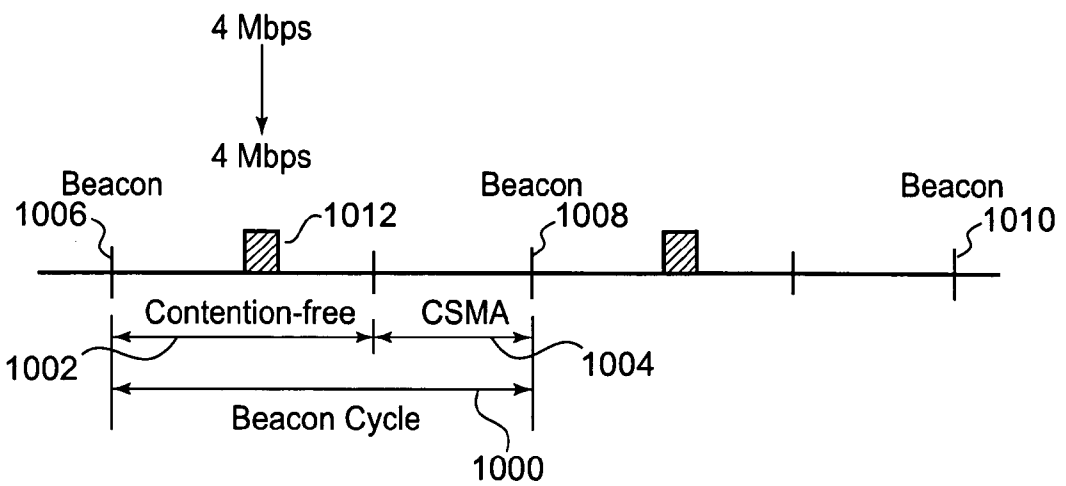 4 Mbps
4 Mbps
Beacon
1006
1012
Beacon
1008
Beacon
1010
Contention-free
CSMA
1002
1004
Beacon Cycle
1000